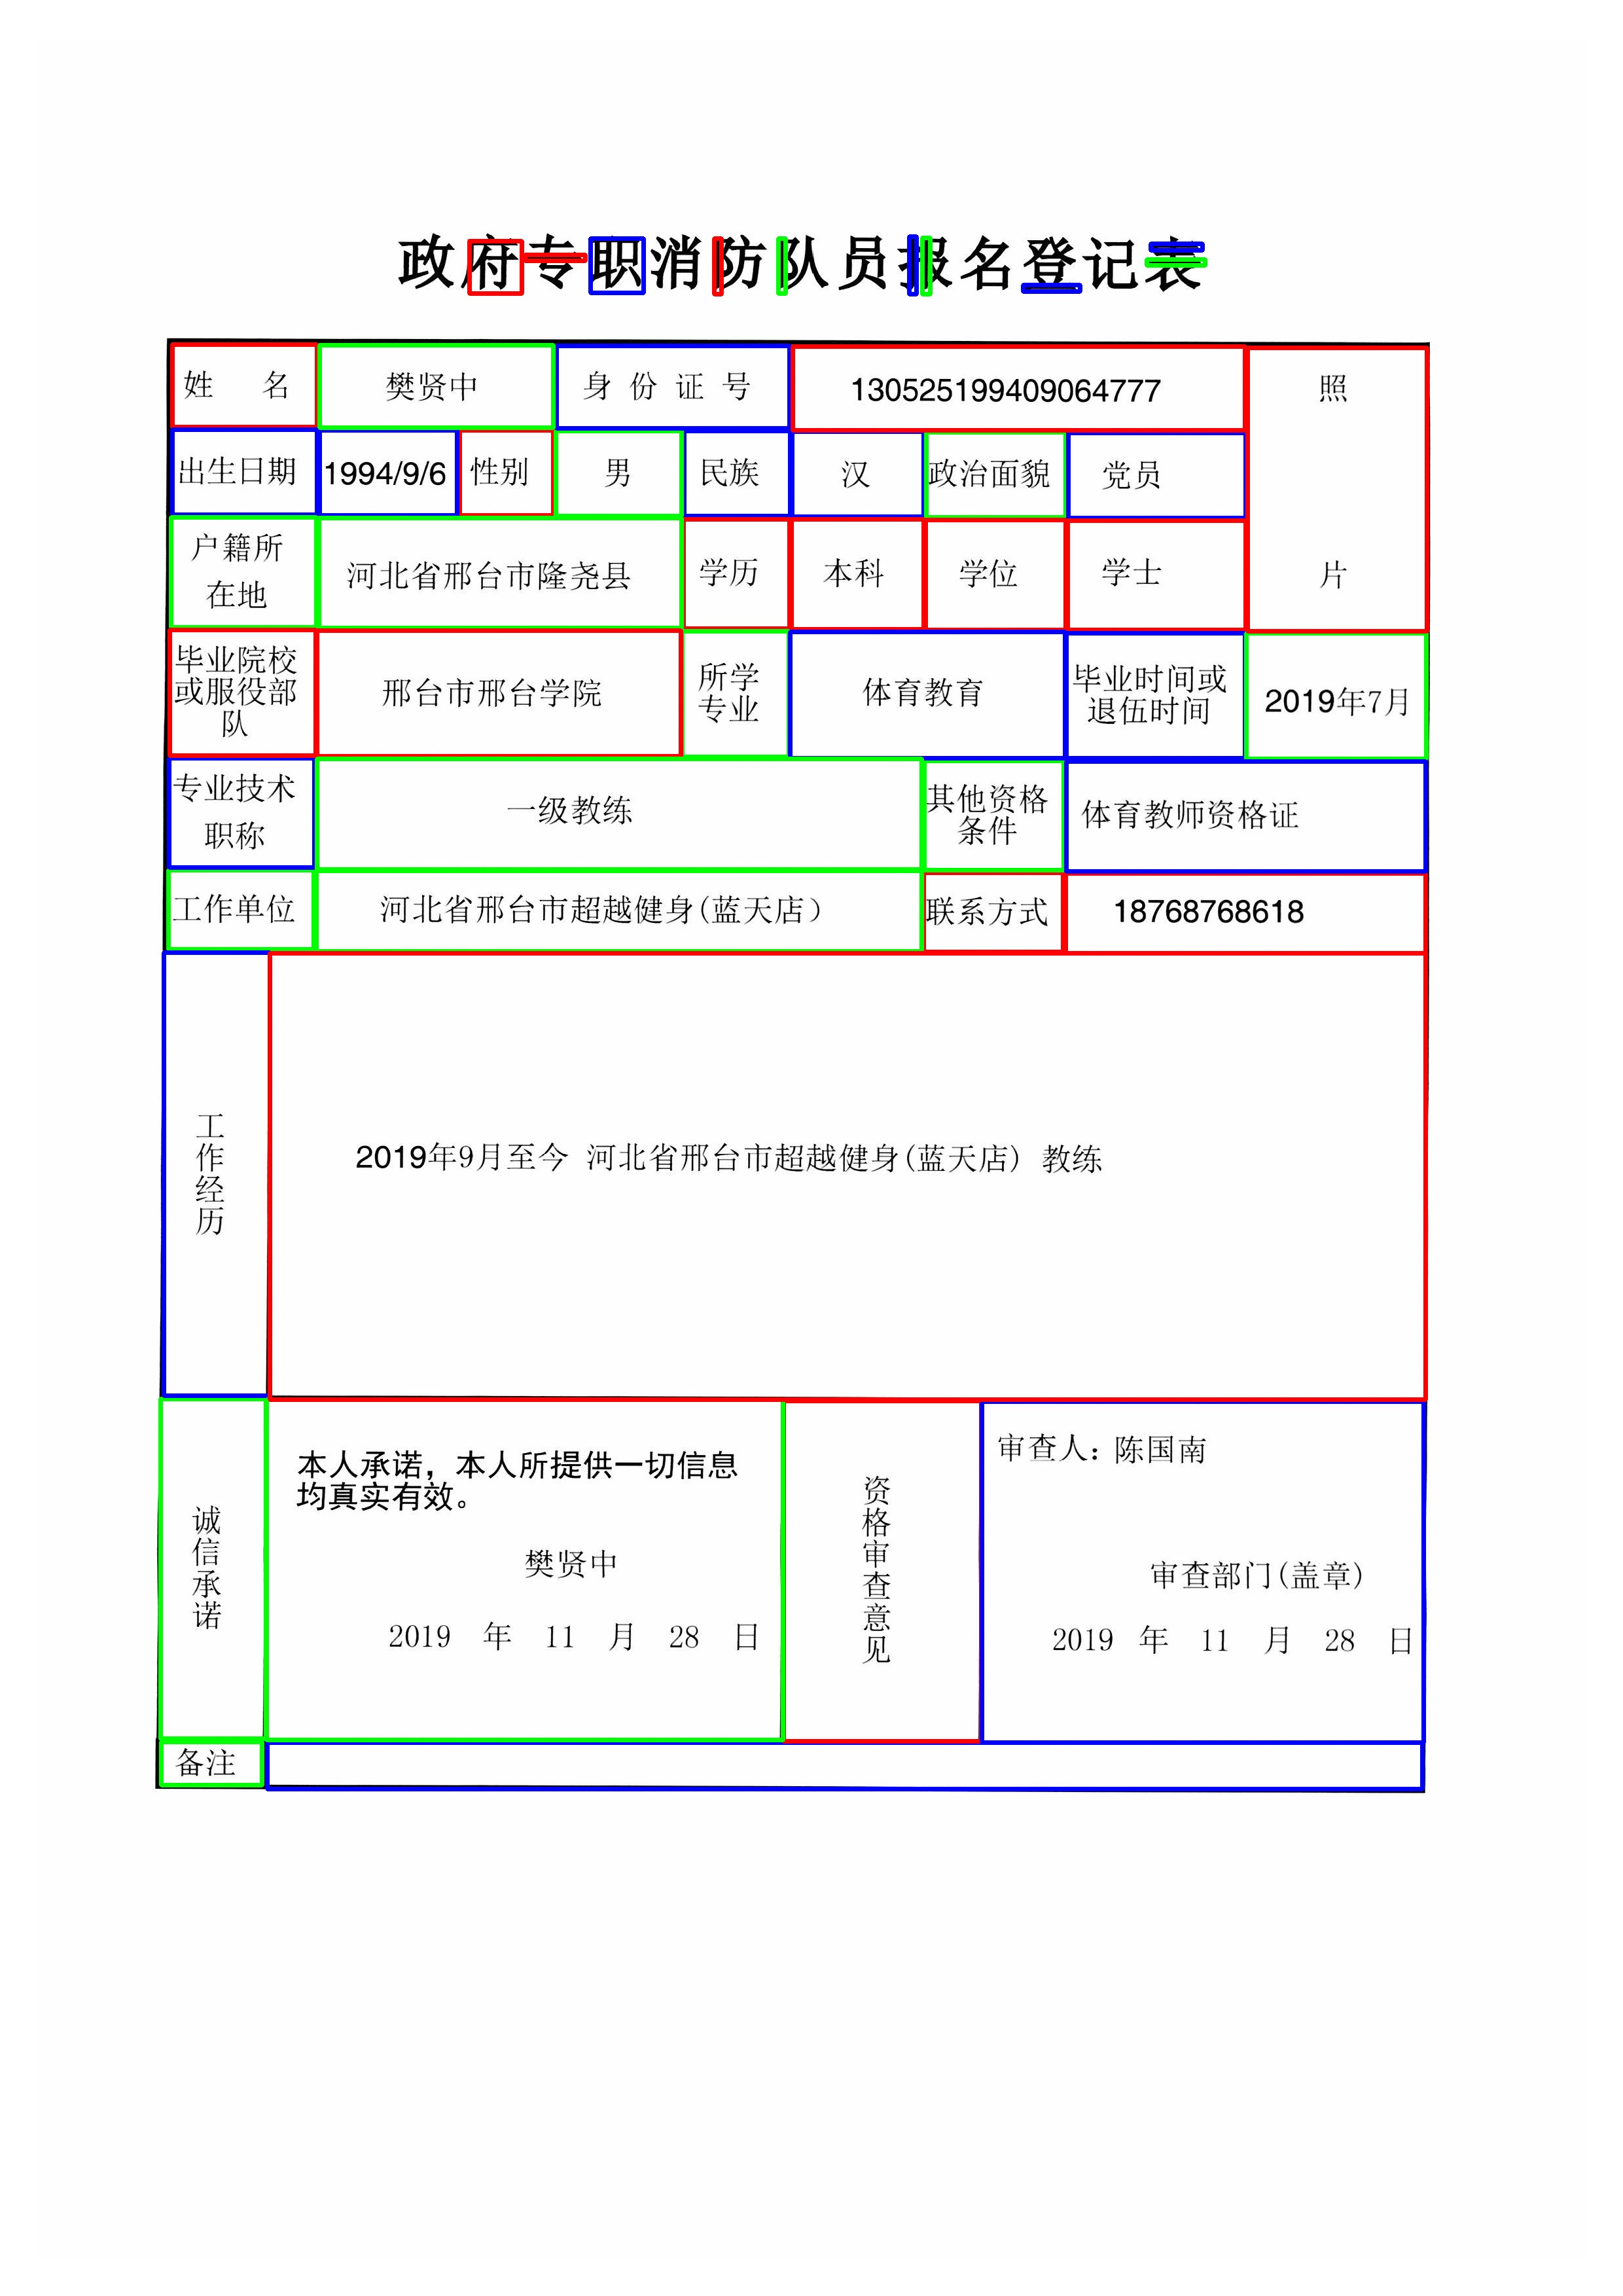 政府专职消防队员报名登记表
姓 名 樊贤中 身 份 证 号 130525199409064777 照
出生日期 1994/9/6 性别 男 民族 汉 政治面貌 党员
户籍所
在地
河北省邢台市隆尧县 学历 本科 学位 学士 片
毕业院校
或服役部
队
邢台市邢台学院
所学
专业
体育教育
毕业时间或
退伍时间
2019年7月
专业技术
职称
一级教练
其他资格
条件
体育教师资格证
工作单位 河北省邢台市超越健身(蓝天店） 联系方式 18768768618
工
作
经
历
2019年9月至今 河北省邢台市超越健身(蓝天店) 教练
诚
信
承
诺
本人承诺，本人所提供一切信息
均真实有效。
樊贤中
2019 年 11 月 28 日
资
格
审
查
意
见
审查人：陈国南
审查部门(盖章)
2019 年 11 月 28 日
备注